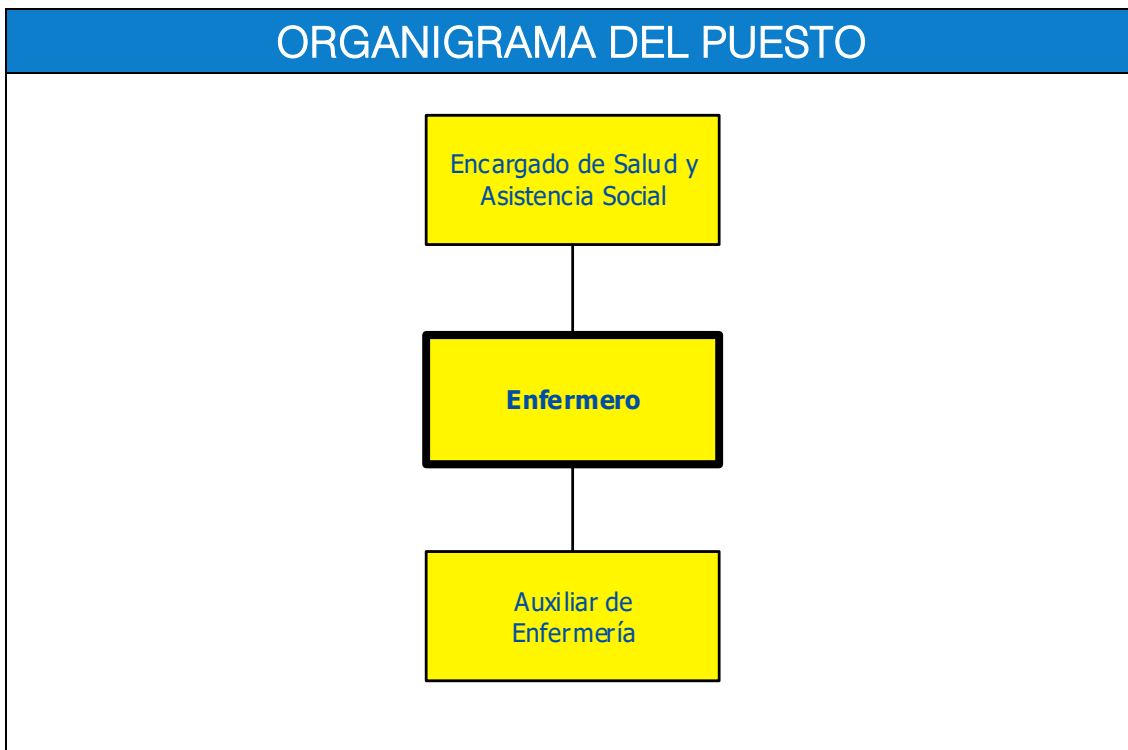 ORGANIGRAMA DEL PUESTO
Encargado de Salud y
Asistencia Social
Enfermero
Auxiliar de
Enfermería